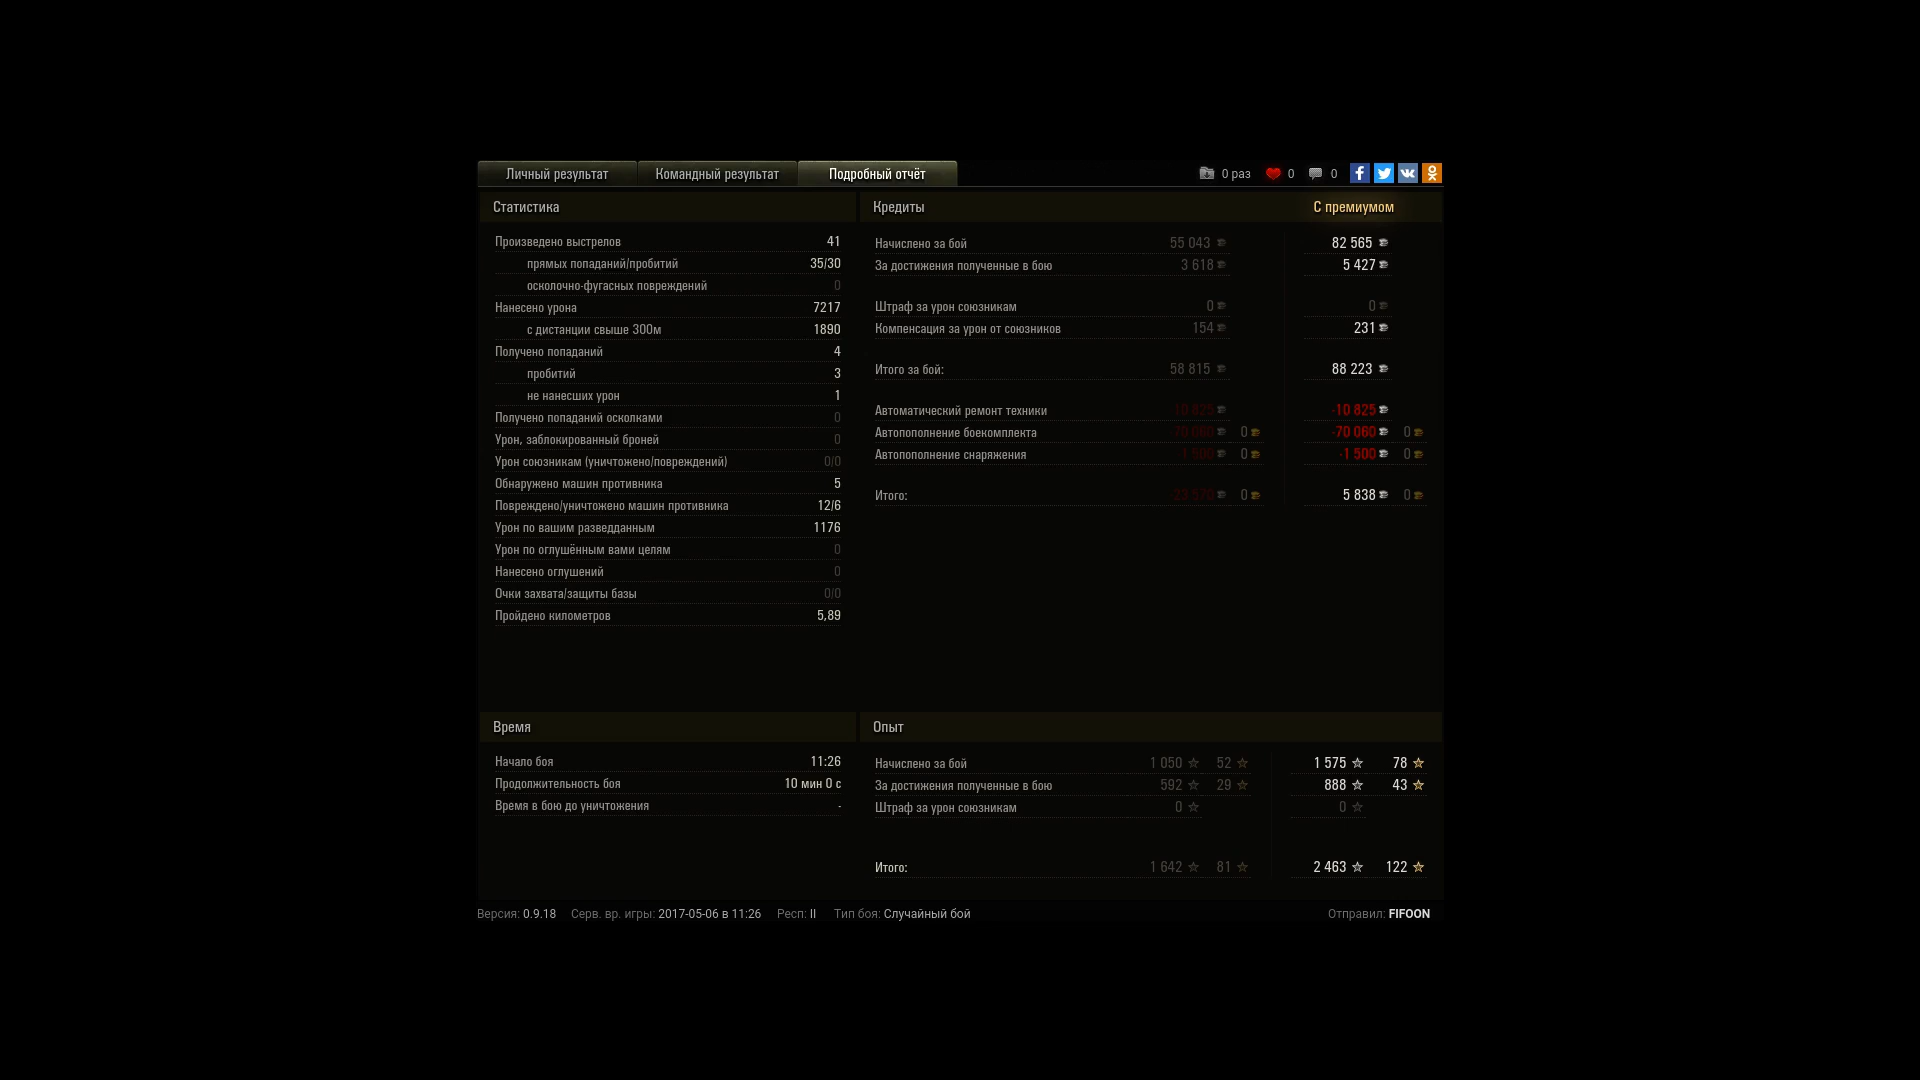 Личный результат Командный результат Подробный отчёт 0 раз 0 0
Статистика
Произведено выстрелов 41
прямых попаданий/пробитий 35/30
осколочно-фугасных повреждений 0
Нанесено урона 7217
с дистанции свыше 300м 1890
Получено попаданий 4
пробитий 3
не нанесших урон 1
Получено попаданий осколками 0
Урон, заблокированный броней 0
Урон союзникам (уничтожено/повреждений) 0/0
Обнаружено машин противника 5
Повреждено/уничтожено машин противника 12/6
Урон по вашим разведданным 1176
Урон по оглушённым вами целям 0
Нанесено оглушений 0
Очки захвата/защиты базы 0/0
Пройдено километров 5,89
Кредиты С премиумом
Начислено за бой 55 043 82 565
За достижения полученные в бою 3 618 5 427
Штраф за урон союзникам 0 0
Компенсация за урон от союзников 154 231
Итого за бой: 58 815 88 223
Автоматический ремонт техники -10 825 -10 825
Автопополнение боекомплекта -70 060 0 -70 060 0
Автопополнение снаряжения -1 500 0 -1 500 0
Итого: -23 570 0 5 838 0
Время
Начало боя 11:26
Продолжительность боя 10 мин 0 с
Время в бою до уничтожения -
Опыт
Начислено за бой 1 050 52 1 575 78
За достижения полученные в бою 592 29 888 43
Штраф за урон союзникам 0 0
Итого: 1 642 81 2 463 122
Версия: 0.9.18 Серв. вр. игры: 2017-05-06 в 11:26 Респ: II Тип боя: Случайный бой Отправил: FIFOON